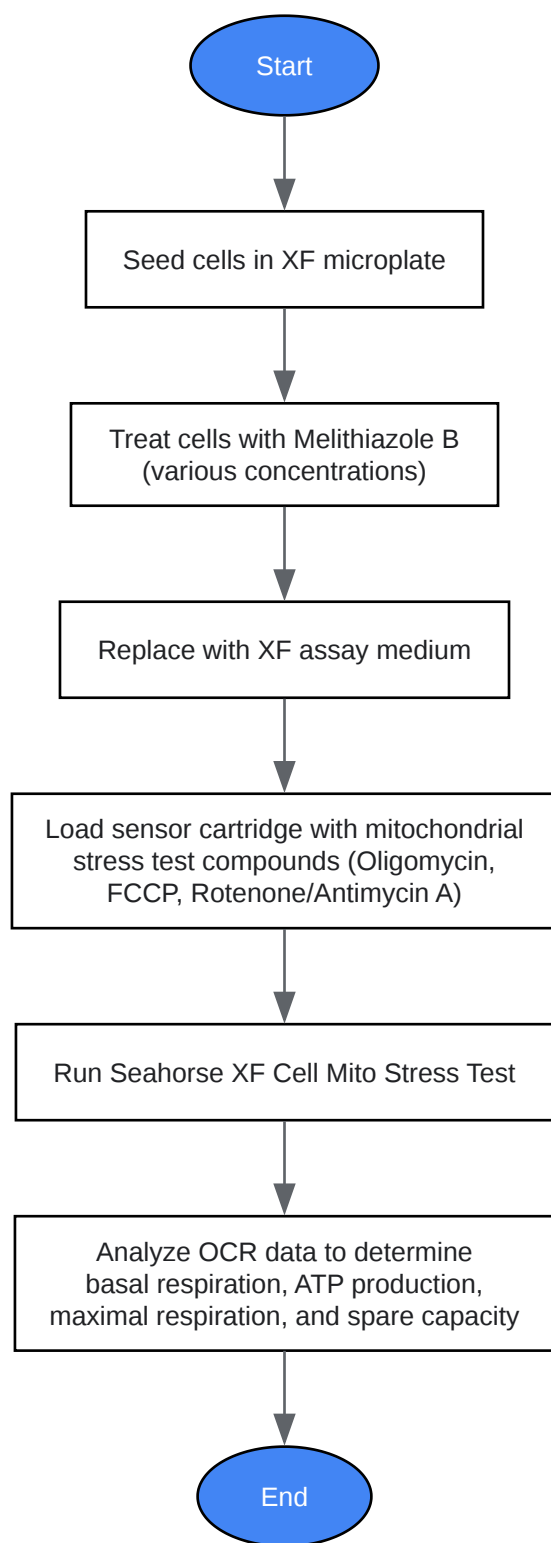 Start
Seed cells in XF microplate
Treat cells with Melithiazole B
(various concentrations)
Replace with XF assay medium
Load sensor cartridge with mitochondrial
stress test compounds (Oligomycin,
FCCP, Rotenone/Antimycin A)
Run Seahorse XF Cell Mito Stress Test
Analyze OCR data to determine
basal respiration, ATP production,
maximal respiration, and spare capacity
End